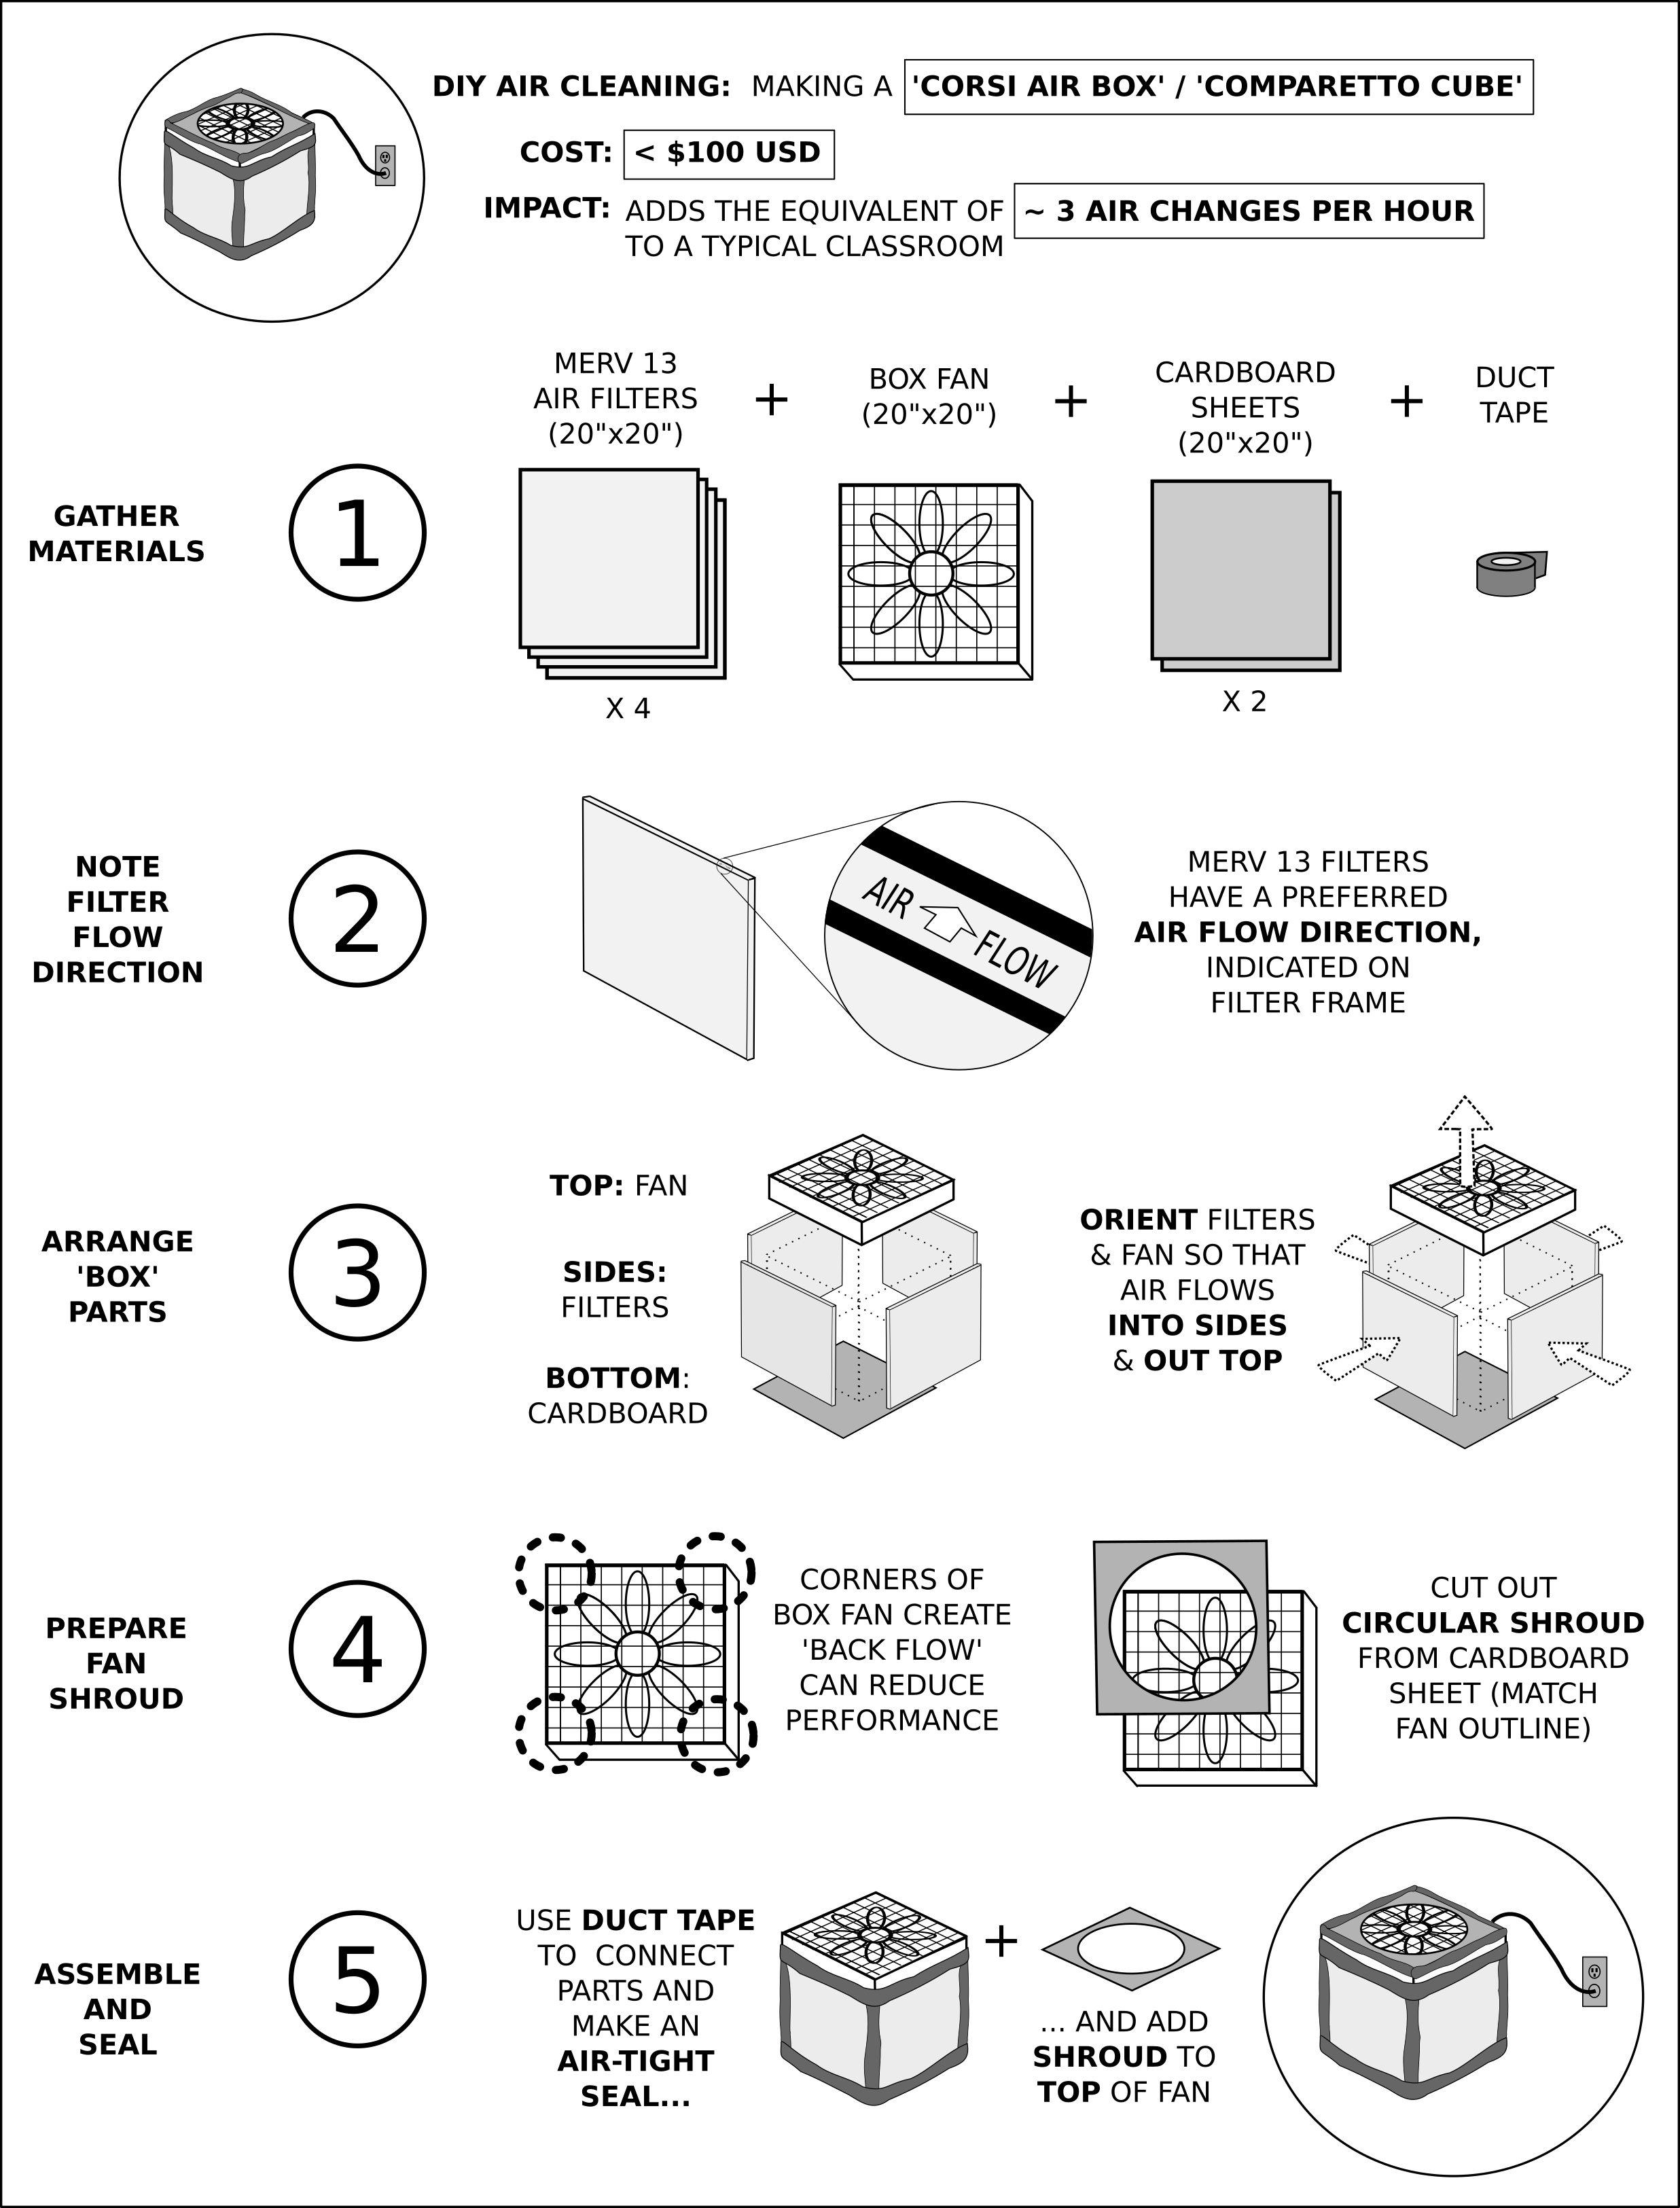 DIY AIR CLEANING: MAKING A 'CORSI AIR BOX' / 'COMPARETTO CUBE'
COST: < $100 USD
IMPACT: ADDS THE EQUIVALENT OF ~ 3 AIR CHANGES PER HOUR
TO A TYPICAL CLASSROOM
GATHER
MATERIALS
1
MERV 13
AIR FILTERS
(20"x20")
X 4
+
BOX FAN
(20"x20")
+
CARDBOARD
SHEETS
(20"x20")
X 2
+
DUCT
TAPE
NOTE
FILTER
FLOW
DIRECTION
2
AIR FLOW
MERV 13 FILTERS
HAVE A PREFERRED
AIR FLOW DIRECTION,
INDICATED ON
FILTER FRAME
ARRANGE
'BOX'
PARTS
3
TOP: FAN
SIDES:
FILTERS
BOTTOM:
CARDBOARD
ORIENT FILTERS
& FAN SO THAT
AIR FLOWS
INTO SIDES
& OUT TOP
PREPARE
FAN
SHROUD
4
CORNERS OF
BOX FAN CREATE
'BACK FLOW'
CAN REDUCE
PERFORMANCE
CUT OUT
CIRCULAR SHROUD
FROM CARDBOARD
SHEET (MATCH
FAN OUTLINE)
ASSEMBLE
AND
SEAL
5
USE DUCT TAPE
TO CONNECT
PARTS AND
MAKE AN
AIR-TIGHT
SEAL...
+
... AND ADD
SHROUD TO
TOP OF FAN